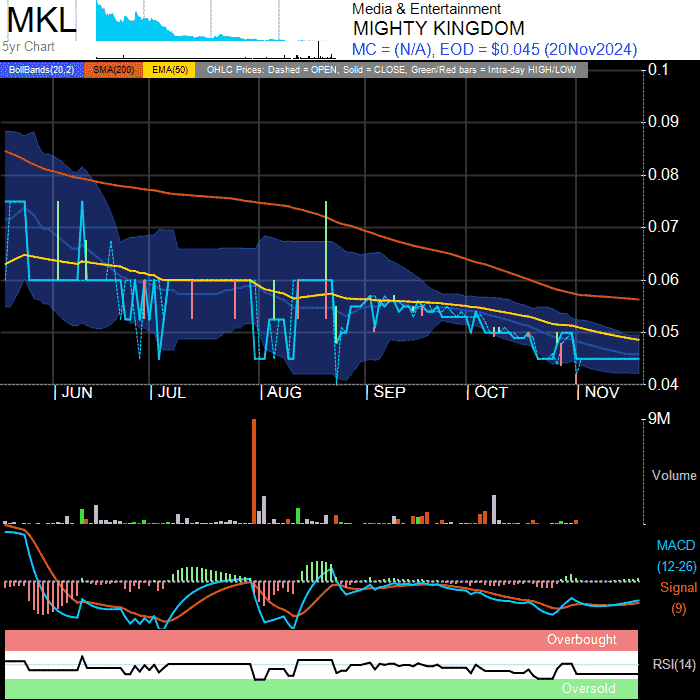 MKL
5yr Chart
Media & Entertainment
MIGHTY KINGDOM
MC = (N/A), EOD = $0.045 (20Nov2024)
BollBands(20,2) SMA(200) EMA(50) OHLC Prices: Dashed = OPEN, Solid = CLOSE, Green/Red bars = Intra-day HIGH/LOW
0.1
0.09
0.08
0.07
0.06
0.05
0.04
| JUN | JUL | AUG | SEP | OCT | NOV
9M
Volume
MACD
(12-26)
Signal
(9)
Overbought
RSI(14)
Oversold